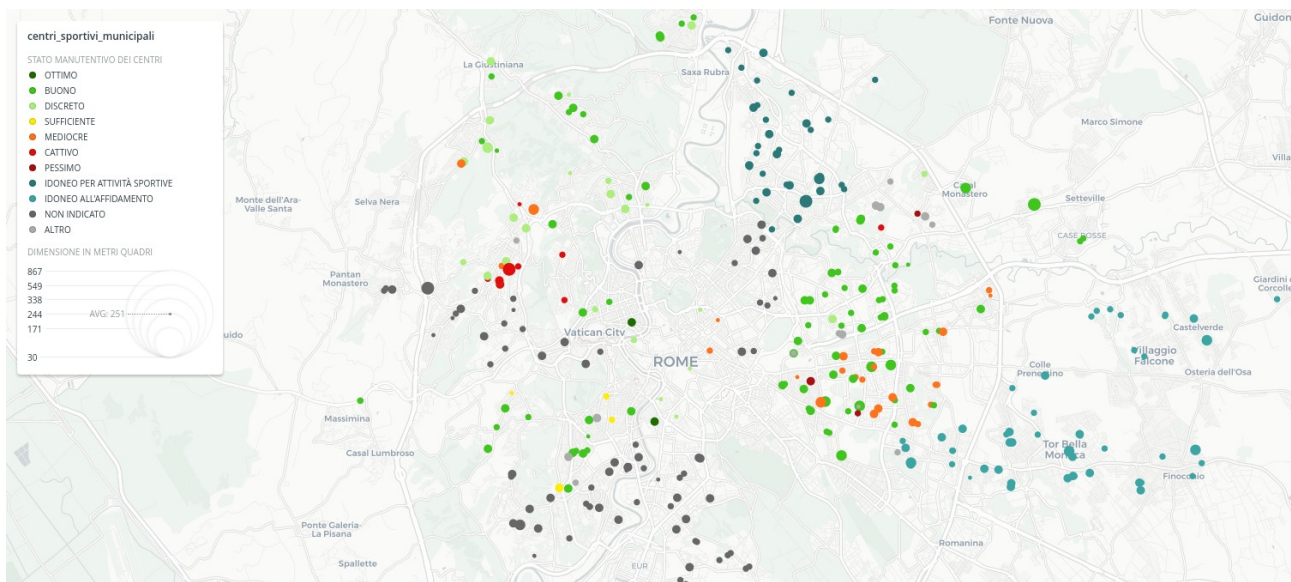 centri_sportivi_municipali
STATO MANUTENTIVO DEI CENTRI
OTTIMO
BUONO
DISCRETO
SUFFICIENTE
MEDIOCRE
CATTIVO
PESSIMO
IDONEO PER ATTIVITÀ SPORTIVE
IDONEO ALL'AFFIDAMENTO
NON INDICATO
ALTRO
DIMENSIONE IN METRI QUADRI
867
549
338
244
171
30
AVG: 251
Fonte Nuova
Guidon
La Giustiniana
Saxa Rubra
Marco Simone
Villa
Casal
Monastero
Monte dell'Ara-
Valle Santa
Selva Nera
Setteville
CASE ROSSE
Pantan
Monastero
Giardini di
Corcolle
uido
Vatican City
ROME
Castelverde
Villaggio
Falcone
Colle
Prenestino
Osteria dell'Osa
Massimina
Casal Lumbroso
Tor Bella
Monaca
Finocchio
Ponte Galeria-
La Pisana
Spallette
EUR
Romanina